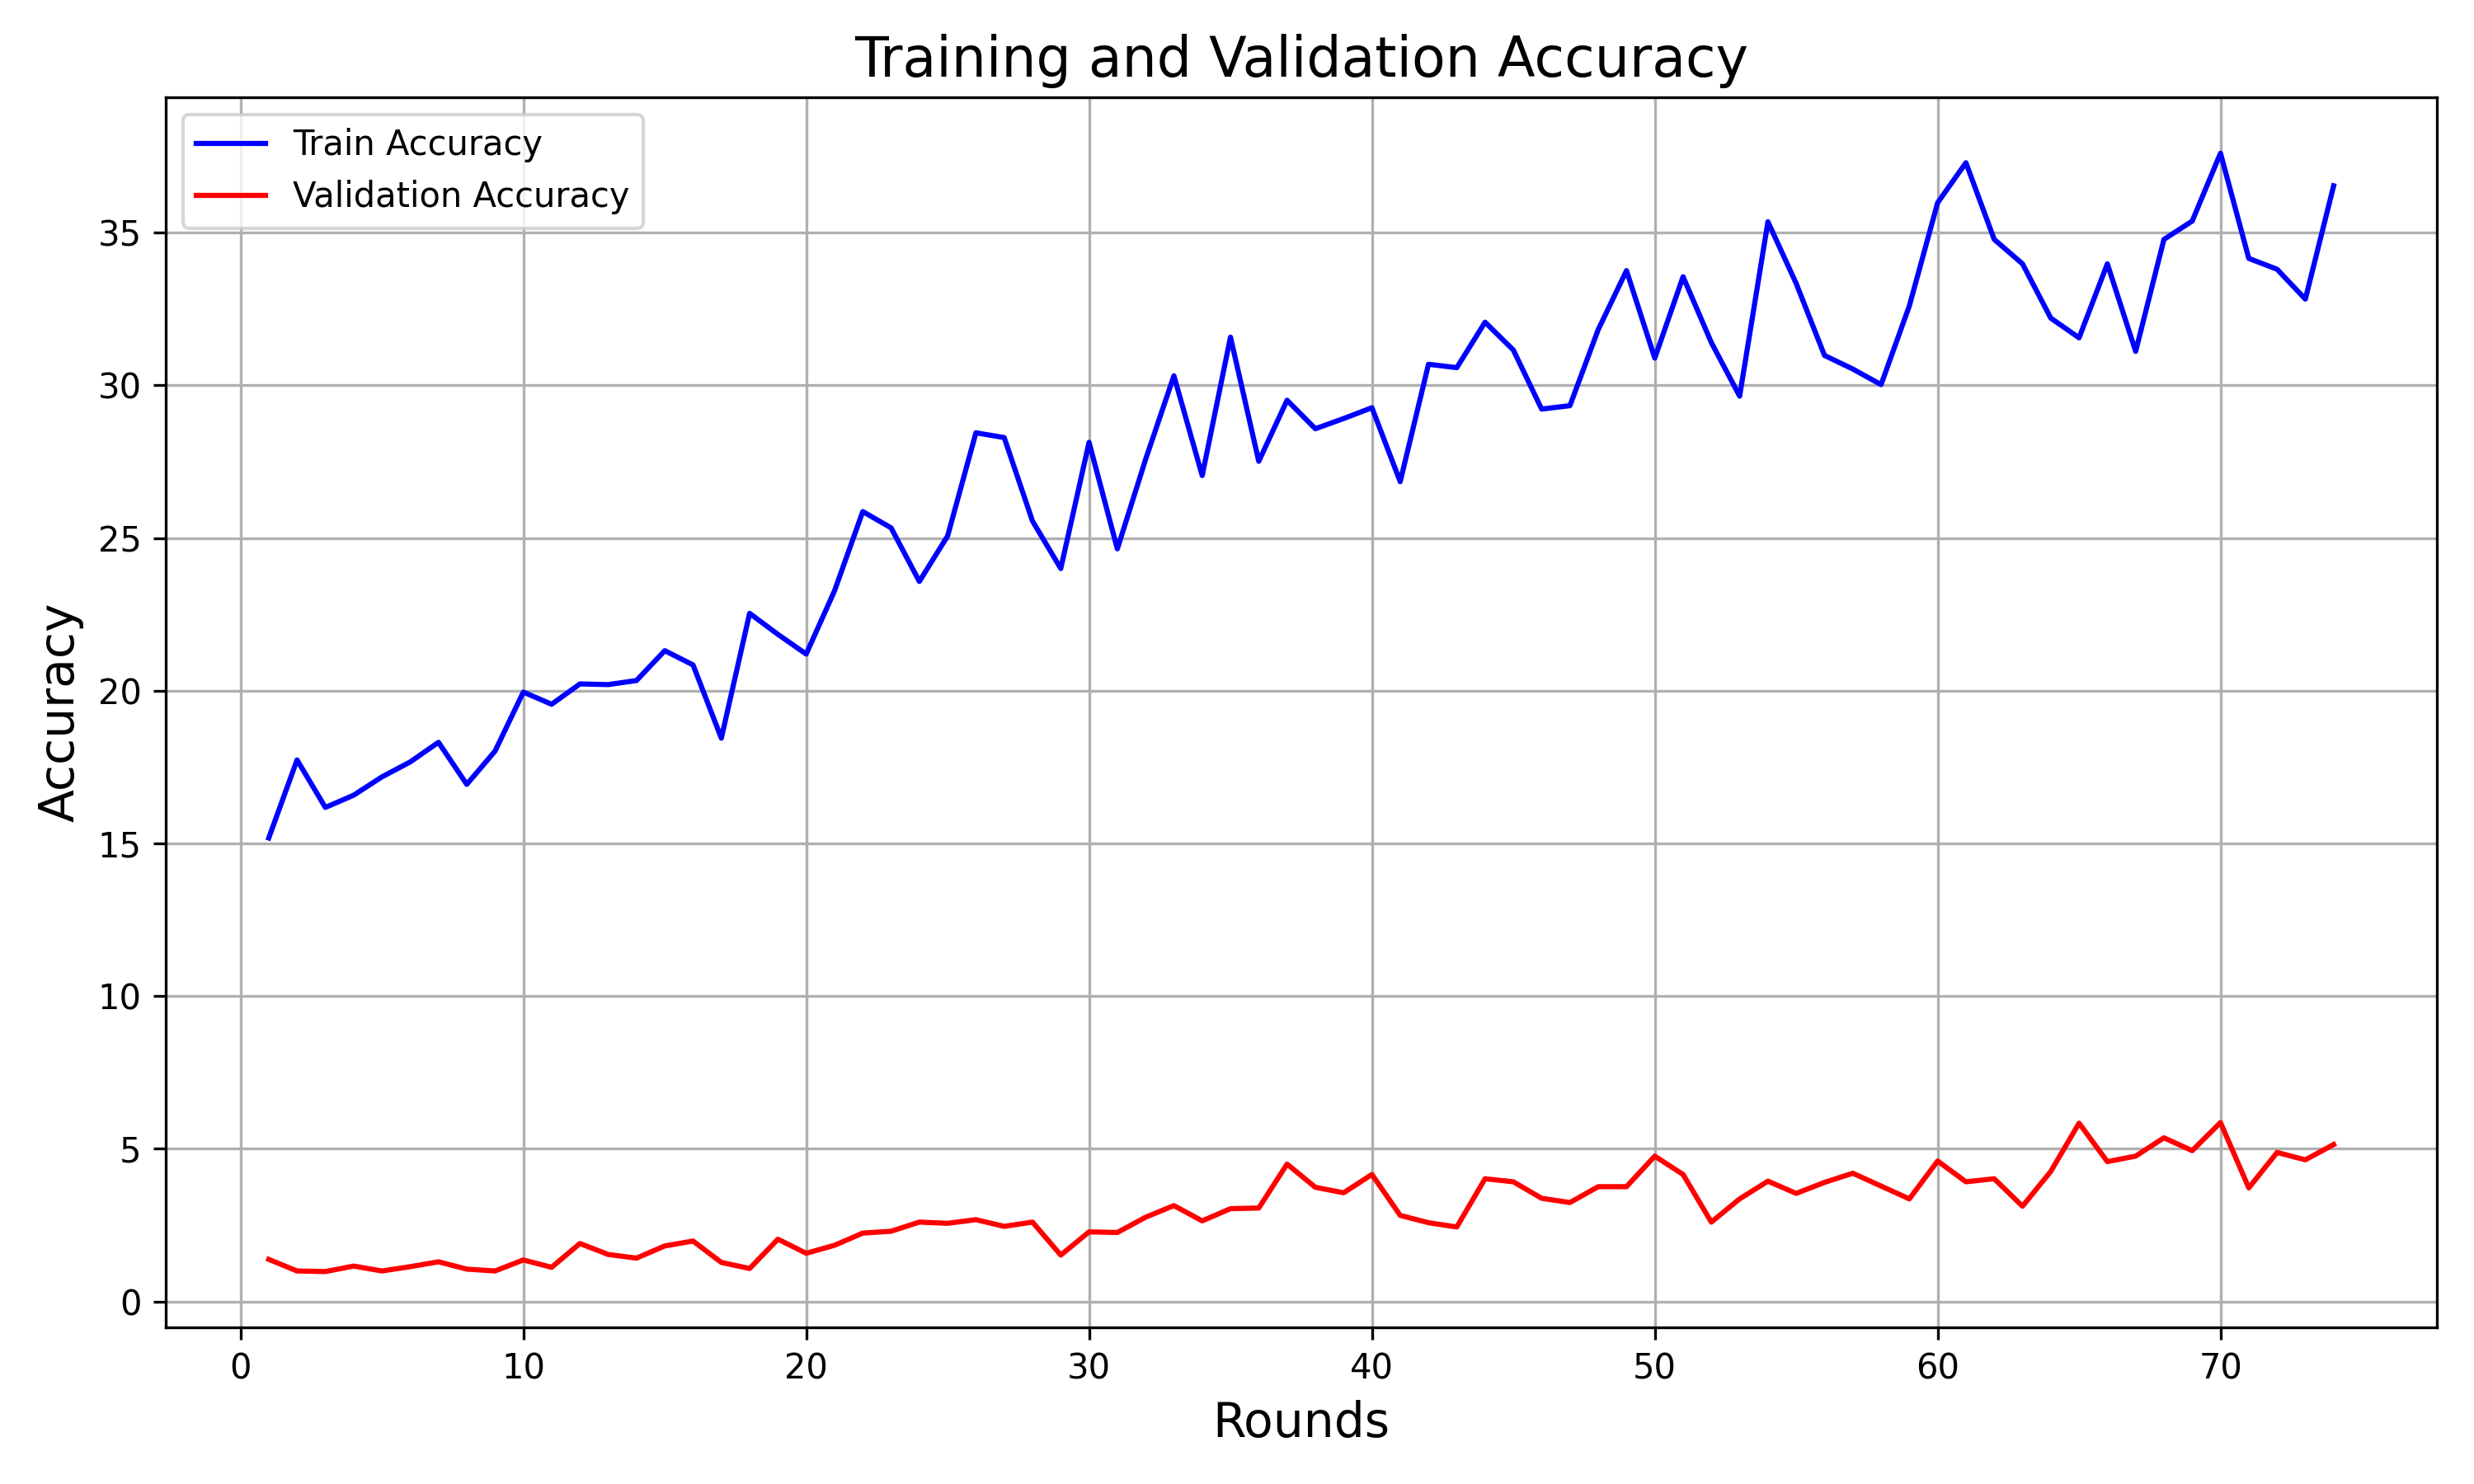 Training and Validation Accuracy
Train Accuracy
Validation Accuracy
Accuracy
35
30
25
20
15
10
5
0
0 10 20 30 40 50 60 70
Rounds